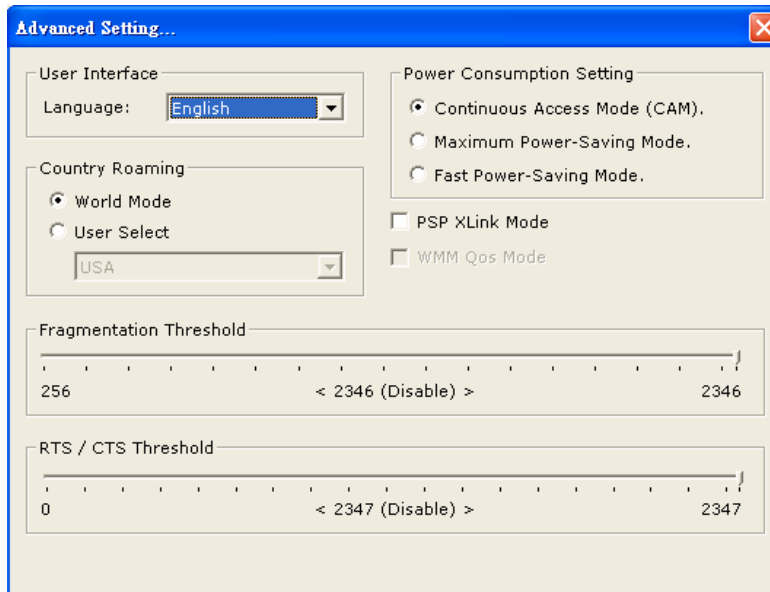 Advanced Setting...
User Interface
Language: English
Country Roaming
World Mode
User Select
USA
Power Consumption Setting
Continuous Access Mode (CAM).
Maximum Power-Saving Mode.
Fast Power-Saving Mode.
PSP XLink Mode
WMM Qos Mode
Fragmentation Threshold
256 < 2346 (Disable) > 2346
RTS / CTS Threshold
0 < 2347 (Disable) > 2347